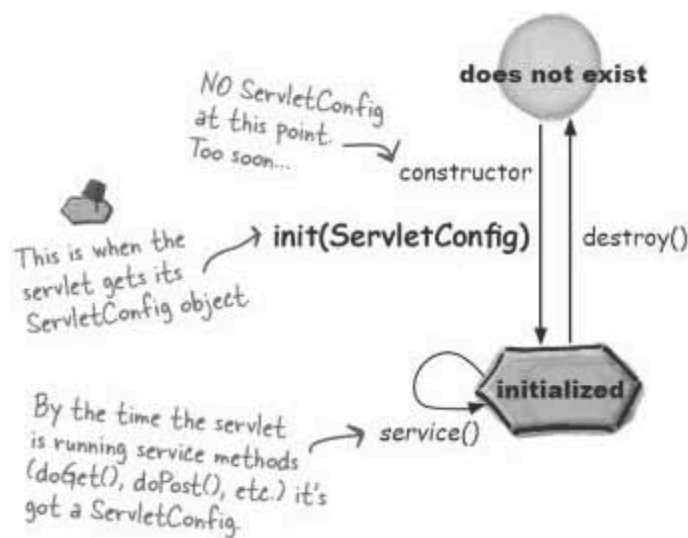 does not exist
NO ServletConfig
at this point.
Too soon...
constructor
init(ServletConfig)
destroy()
This is when the
servlet gets its
ServletConfig object
initialized
By the time the servlet
is running service methods
(doGet(), doPost(), etc.) it's
got a ServletConfig.
service()